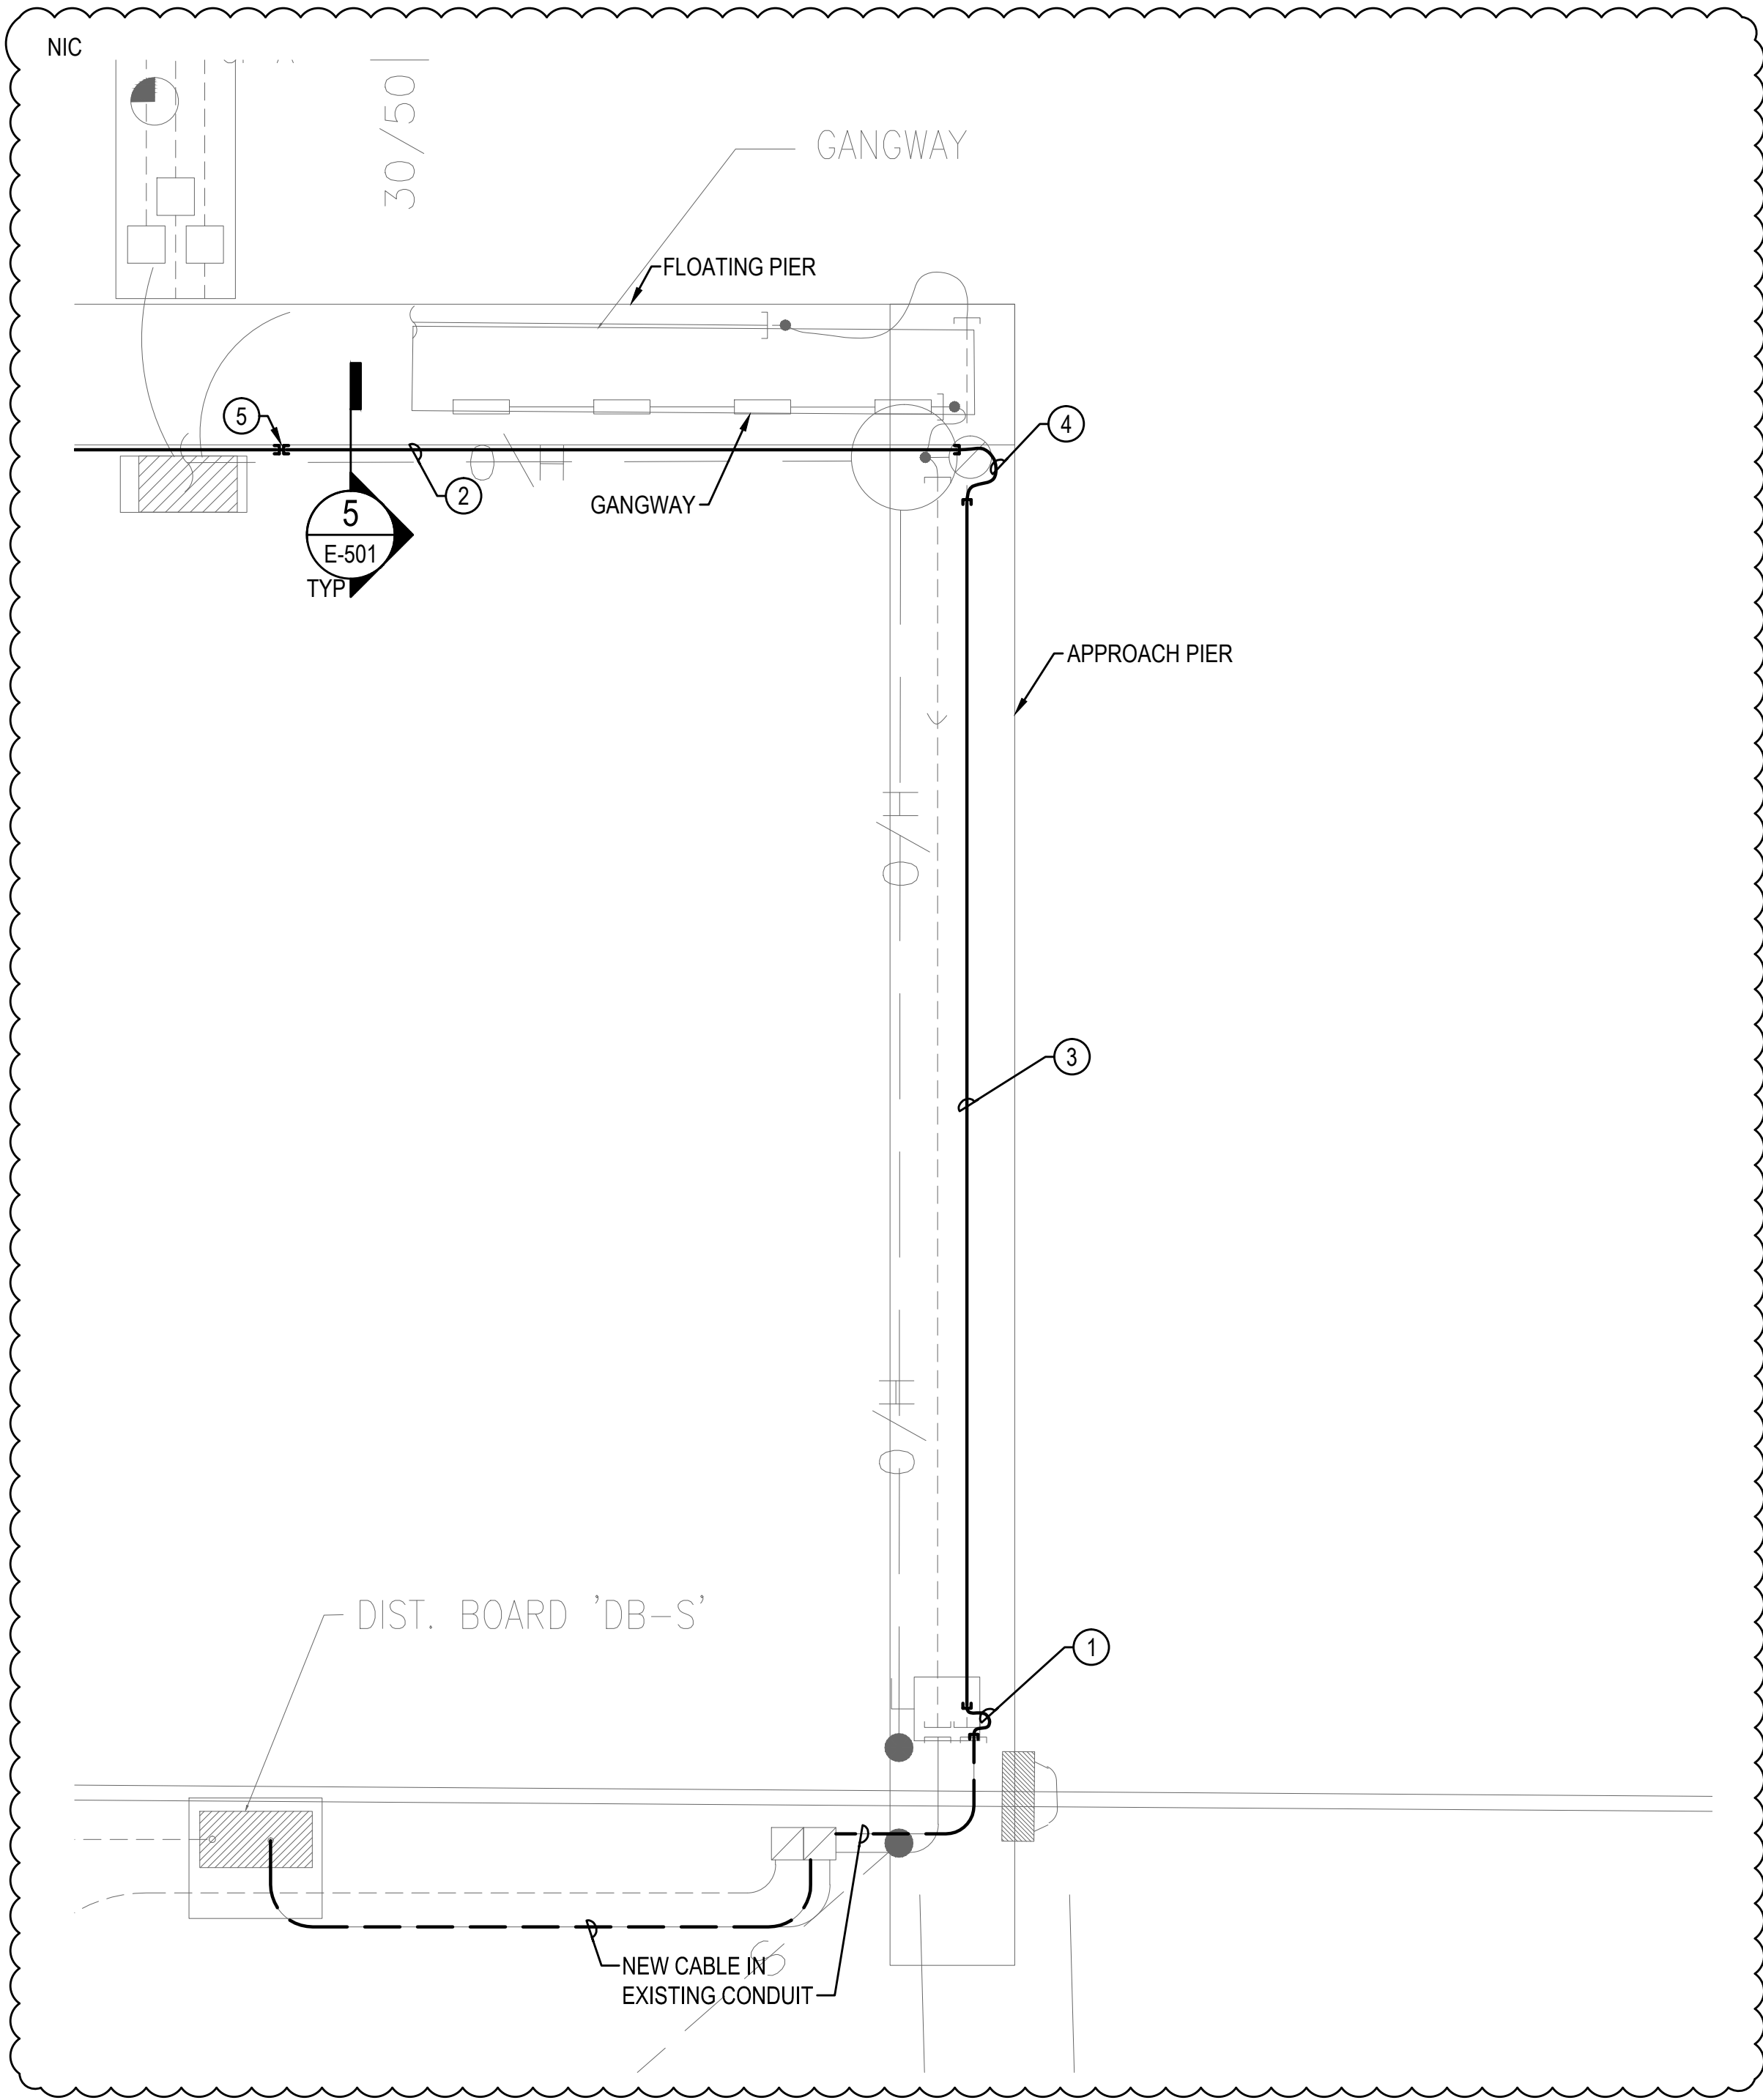 NIC
30/50
GANGWAY
FLOATING PIER
5
4
2
O/H
GANGWAY
5
E-501
TYP
APPROACH PIER
O/H
3
O/H
DIST. BOARD 'DB-S'
1
NEW CABLE IN
EXISTING CONDUIT
S